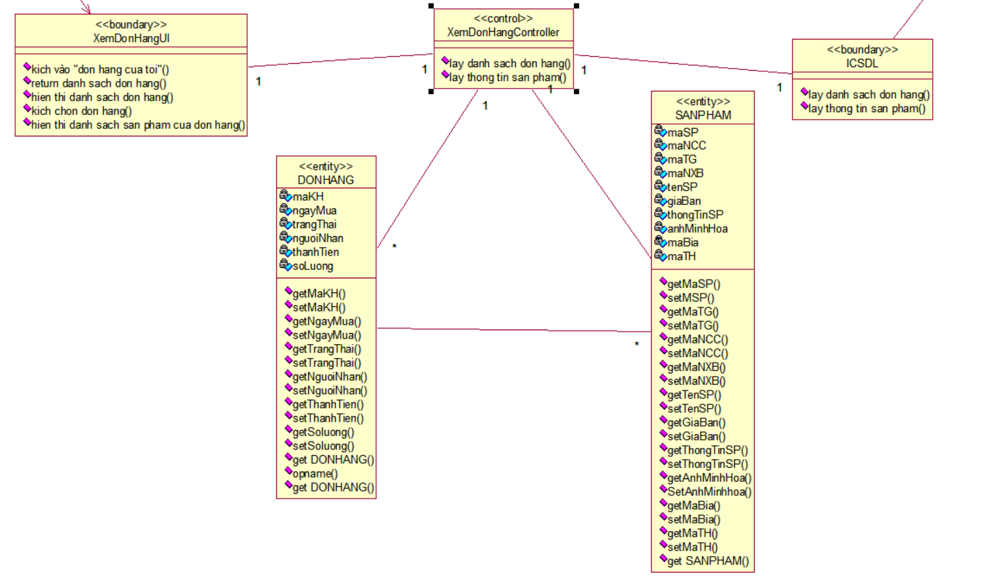 <<boundary>>
XemDonHangUI
kich vào "don hang cua toi"()
return danh sach don hang()
hien thi danh sach don hang()
kich chon don hang()
hien thi danh sach san pham cua don hang()
1
1
<<control>>
XemDonHangController
lay danh sach don hang()
lay thong tin san pham()
1
1
1
1
<<boundary>>
ICSDL
lay danh sach don hang()
lay thong tin san pham()
<<entity>>
DONHANG
maKH
ngayMua
trangThai
nguoiNhan
thanhTien
soLuong
getMaKH()
setMaKH()
getNgayMua()
setNgayMua()
getTrangThai()
setTrangThai()
getNguoiNhan()
setNguoiNhan()
getThanhTien()
setThanhTien()
getSoluong()
setSoluong()
get DONHANG()
opname()
get DONHANG()
*
*
<<entity>>
SANPHAM
maSP
maNCC
maTG
maNXB
tenSP
giaBan
thongTinSP
anhMinhHoa
maBia
maTH
getMaSP()
setMSP()
getMaTG()
setMaTG()
getMaNCC()
setMaNCC()
getMaNXB()
setMaNXB()
getTenSP()
setTenSP()
getGiaBan()
setGiaBan()
getThongTinSP()
setThongTinSP()
getAnhMinhHoa()
SetAnhMinhhoa()
getMaBia()
setMaBia()
getMaTH()
setMaTH()
get SANPHAM()